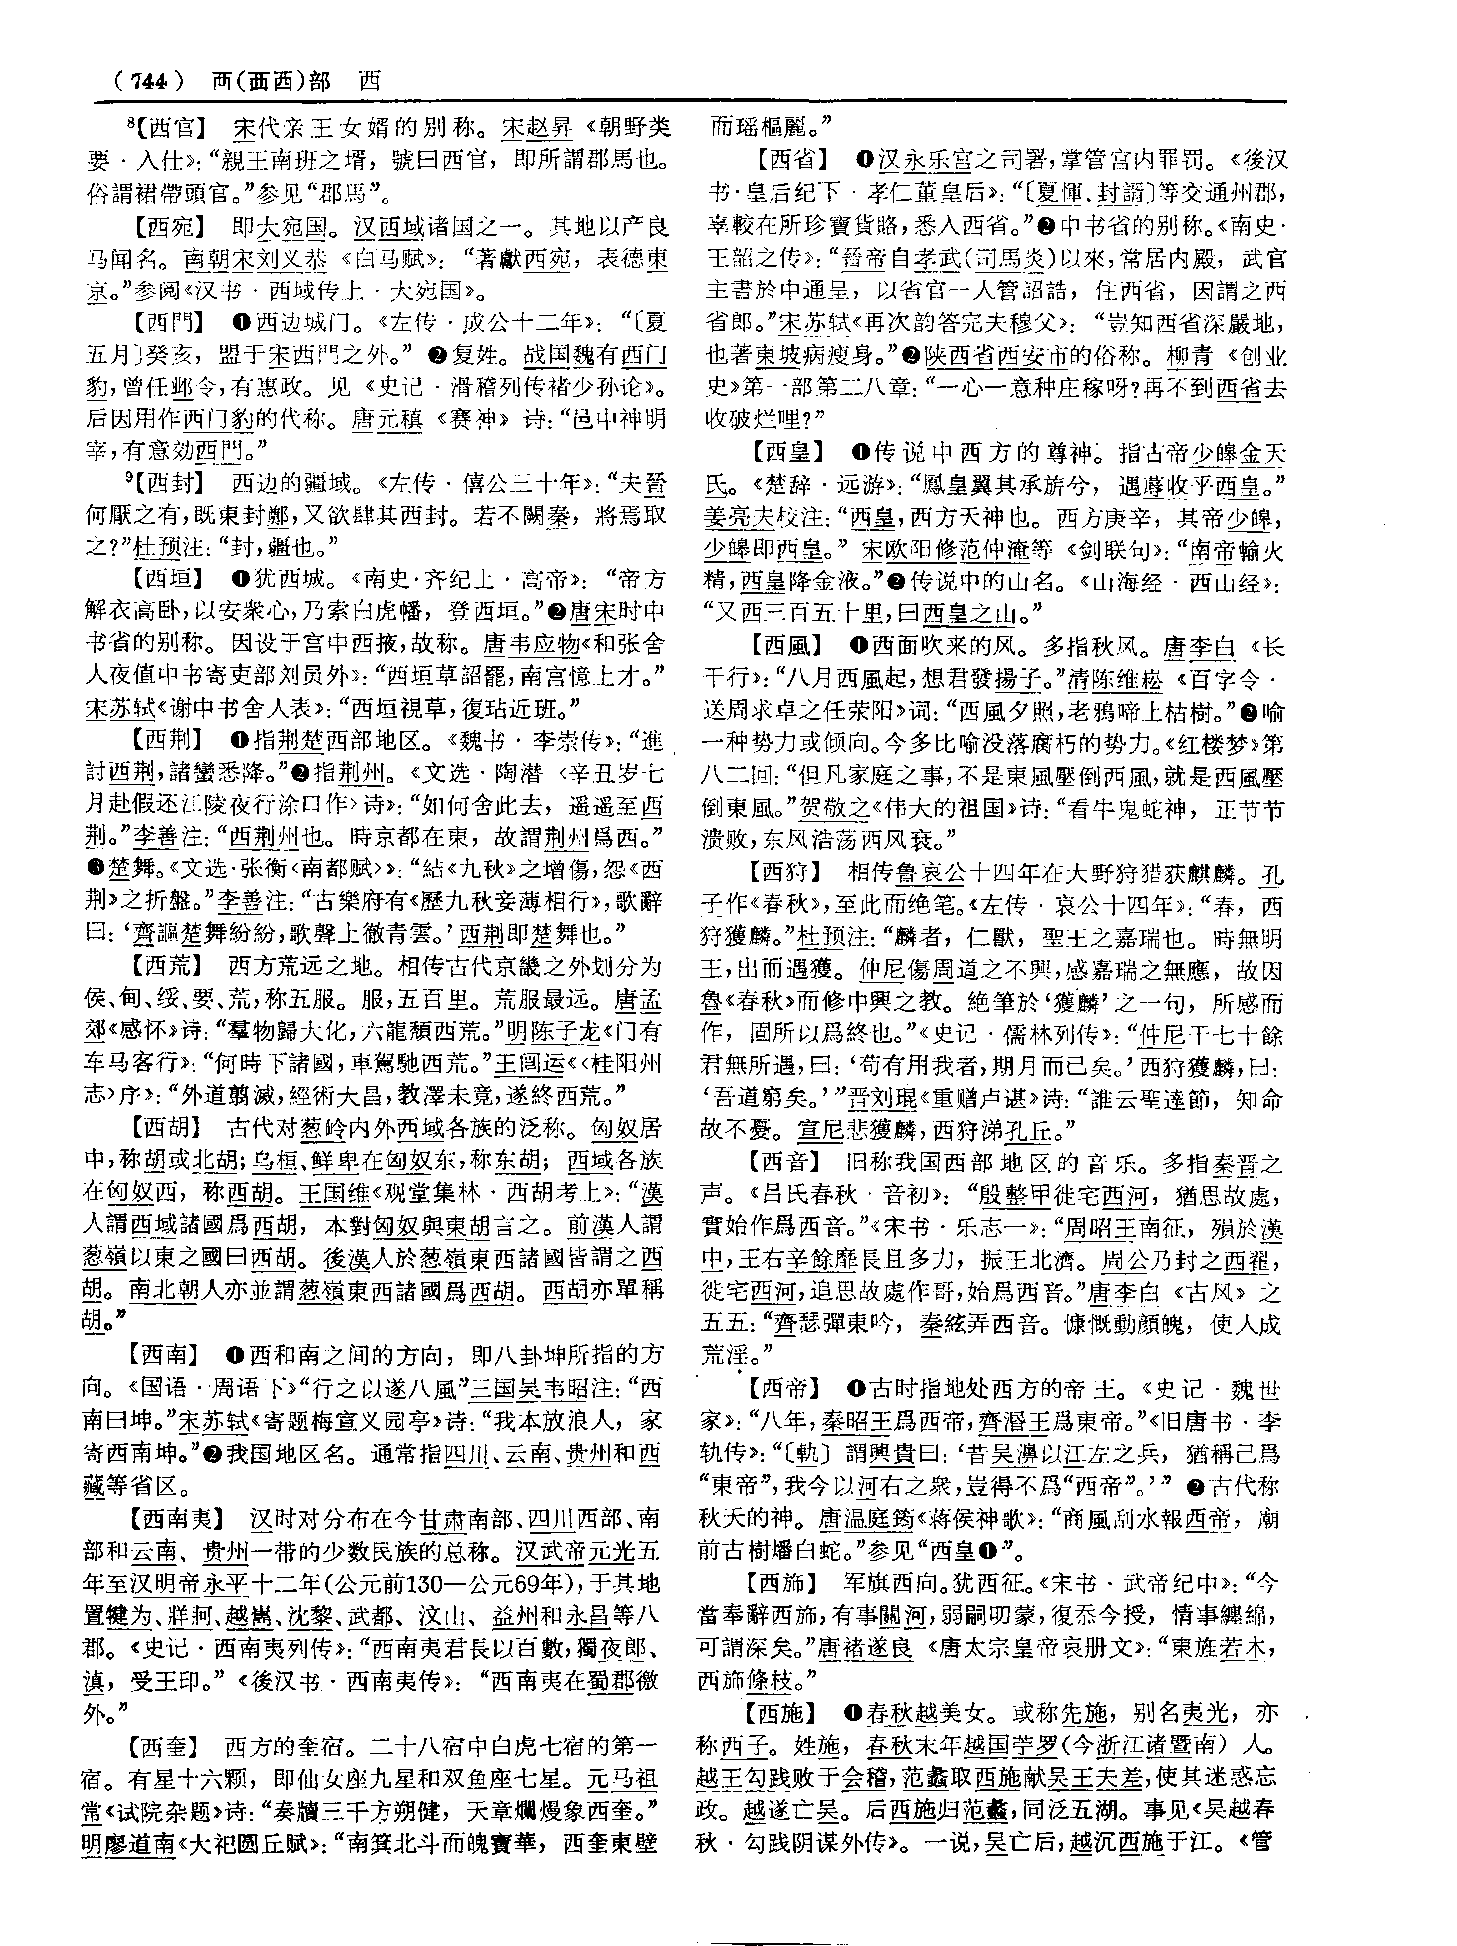 （744） 襾(西覀)部 西
⁸【西官】 宋代亲王女婿的别称。宋赵昇《朝野类
要·入仕》：“親王南班之壻，號曰西官，即所謂郡馬也。
俗謂裙帶頭官。”参见“郡馬”。
【西宛】 即大宛国。汉西域诸国之一。其地以产良
马闻名。南朝宋刘义恭《白马赋》：“著獻西宛，表德東
京。”参阅《汉书·西域传上·大宛国》。
【西門】 ❶西边城门。《左传·成公十二年》：“〔夏
五月〕癸亥，盟于宋西門之外。”❷复姓。战国魏有西门
豹，曾任邺令，有惠政。见《史记·滑稽列传褚少孙论》。
后因用作西门豹的代称。唐元稹《赛神》诗：“邑中神明
宰，有意効西門。”
⁹【西封】 西边的疆域。《左传·僖公三十年》：“夫晉
何厭之有，既東封鄭，又欲肆其西封。若不闕秦，將焉取
之？”杜预注：“封，疆也。”
【西垣】 ❶犹西城。《南史·齐纪上·高帝》：“帝方
解衣高卧，以安衆心，乃索白虎幡，登西垣。”❷唐宋时中
书省的别称。因设于宫中西掖，故称。唐韦应物《和张舍
人夜值中书寄吏部刘员外》：“西垣草詔罷，南宫憶上才。”
宋苏轼《谢中书舍人表》：“西垣視草，復玷近班。”
【西荆】 ❶指荆楚西部地区。《魏书·李崇传》：“進
討西荆，諸蠻悉降。”❷指荆州。《文选·陶潜〈辛丑岁七
月赴假还江陵夜行涂口作〉诗》：“如何舍此去，遥遥至西
荆。”李善注：“西荆州也。時京都在東，故謂荆州爲西。”
❸楚舞。《文选·张衡〈南都赋〉》：“結《九秋》之增傷，怨《西
荆》之折盤。”李善注：“古樂府有《歷九秋妾薄相行》，歌辭
曰：‘齊謳楚舞紛紛，歌聲上徹青雲。’西荆即楚舞也。”
【西荒】 西方荒远之地。相传古代京畿之外划分为
侯、甸、绥、要、荒，称五服。服，五百里。荒服最远。唐孟
郊《感怀》诗：“羣物歸大化，六龍頹西荒。”明陈子龙《门有
车马客行》：“何時下諸國，車駕馳西荒。”王闿运《〈桂阳州
志〉序》：“外道翦滅，經術大昌，教澤未竟，遂終西荒。”
【西胡】 古代对葱岭内外西域各族的泛称。匈奴居
中，称胡或北胡；乌桓、鲜卑在匈奴东，称东胡；西域各族
在匈奴西，称西胡。王国维《观堂集林·西胡考上》：“漢
人謂西域諸國爲西胡，本對匈奴與東胡言之。前漢人謂
葱嶺以東之國曰西胡。後漢人於葱嶺東西諸國皆謂之西
胡。南北朝人亦並謂葱嶺東西諸國爲西胡。西胡亦單稱
胡。”
【西南】 ❶西和南之间的方向，即八卦坤所指的方
向。《国语·周语下》“行之以遂八風”三国吴韦昭注：“西
南曰坤。”宋苏轼《寄题梅宣义园亭》诗：“我本放浪人，家
寄西南坤。”❷我国地区名。通常指四川、云南、贵州和西
藏等省区。
【西南夷】 汉时对分布在今甘肃南部、四川西部、南
部和云南、贵州一带的少数民族的总称。汉武帝元光五
年至汉明帝永平十二年(公元前130—公元69年)，于其地
置犍为、牂牁、越嶲、沈黎、武都、汶山、益州和永昌等八
郡。《史记·西南夷列传》：“西南夷君長以百數，獨夜郎、
滇，受王印。”《後汉书·西南夷传》：“西南夷在蜀郡徼
外。”
【西奎】 西方的奎宿。二十八宿中白虎七宿的第一
宿。有星十六颗，即仙女座九星和双鱼座七星。元马祖
常《试院杂题》诗：“奏牘三千方朔健，天章爛熳象西奎。”
明廖道南《大祀圜丘赋》：“南箕北斗而魄寶華，西奎東壁
而瑶樞麗。”
【西省】 ❶汉永乐宫之司署，掌管宫内罪罚。《後汉
书·皇后纪下·孝仁董皇后》：“〔夏惲、封諝〕等交通州郡，
辜較在所珍寶貨賂，悉入西省。”❷中书省的别称。《南史·
王韶之传》：“晉帝自孝武(司馬炎)以來，常居内殿，武官
主書於中通呈，以省官一人管詔誥，住西省，因謂之西
省郎。”宋苏轼《再次韵答完夫穆父》：“豈知西省深嚴地，
也著東坡病瘦身。”❷陕西省西安市的俗称。柳青《创业
史》第一部第二八章：“一心一意种庄稼呀？再不到西省去
收破烂哩？”
【西皇】 ❶传说中西方的尊神。指古帝少皞金天
氏。《楚辞·远游》：“鳳皇翼其承旂兮，遇蓐收乎西皇。”
姜亮夫校注：“西皇，西方天神也。西方庚辛，其帝少皞，
少皞即西皇。”宋欧阳修范仲淹等《剑联句》：“南帝輸火
精，西皇降金液。”❷传说中的山名。《山海经·西山经》：
“又西三百五十里，曰西皇之山。”
【西風】 ❶西面吹来的风。多指秋风。唐李白《长
干行》：“八月西風起，想君發揚子。”清陈维崧《百字令·
送周求卓之任荥阳》词：“西風夕照，老鴉啼上枯樹。”❷喻
一种势力或倾向。今多比喻没落腐朽的势力。《红楼梦》第
八二回：“但凡家庭之事，不是東風壓倒西風，就是西風壓
倒東風。”贺敬之《伟大的祖国》诗：“看牛鬼蛇神，正节节
溃败，东风浩荡西风衰。”
【西狩】 相传鲁哀公十四年在大野狩猎获麒麟。孔
子作《春秋》，至此而绝笔。《左传·哀公十四年》：“春，西
狩獲麟。”杜预注：“麟者，仁獸，聖王之嘉瑞也。時無明
王，出而遇獲。仲尼傷周道之不興，感嘉瑞之無應，故因
魯《春秋》而修中興之教。絶筆於‘獲麟’之一句，所感而
作，固所以爲終也。”《史记·儒林列传》：“仲尼干七十餘
君無所遇，曰：‘苟有用我者，期月而已矣。’西狩獲麟，曰：
‘吾道窮矣。’”晋刘琨《重赠卢谌》诗：“誰云聖達節，知命
故不憂。宣尼悲獲麟，西狩涕孔丘。”
【西音】 旧称我国西部地区的音乐。多指秦晋之
声。《吕氏春秋·音初》：“殷整甲徙宅西河，猶思故處，
實始作爲西音。”《宋书·乐志一》：“周昭王南征，殞於漢
中，王右辛餘靡長且多力，振王北濟。周公乃封之西翟，
徙宅西河，追思故處作哥，始爲西音。”唐李白《古风》之
五五：“齊瑟彈東吟，秦絃弄西音。慷慨動顔魄，使人成
荒淫。”
【西帝】 ❶古时指地处西方的帝王。《史记·魏世
家》：“八年，秦昭王爲西帝，齊湣王爲東帝。”《旧唐书·李
轨传》：“〔軌〕謂興貴曰：‘昔吴濞以江左之兵，猶稱己爲
“東帝”，我今以河右之衆，豈得不爲“西帝”。’”❷古代称
秋天的神。唐温庭筠《蒋侯神歌》：“商風刮水報西帝，潮
前古樹蟠白蛇。”参见“西皇❶”。
【西斾】 军旗西向。犹西征。《宋书·武帝纪中》：“今
當奉辭西斾，有事關河，弱嗣叨蒙，復忝今授，情事纏綿，
可謂深矣。”唐褚遂良《唐太宗皇帝哀册文》：“東旌若木，
西斾條枝。”
【西施】 ❶春秋越美女。或称先施，别名夷光，亦
称西子。姓施，春秋末年越国苧罗(今浙江诸暨南)人。
越王勾践败于会稽，范蠡取西施献吴王夫差，使其迷惑忘
政。越遂亡吴。后西施归范蠡，同泛五湖。事见《吴越春
秋·勾践阴谋外传》。一说，吴亡后，越沉西施于江。《管